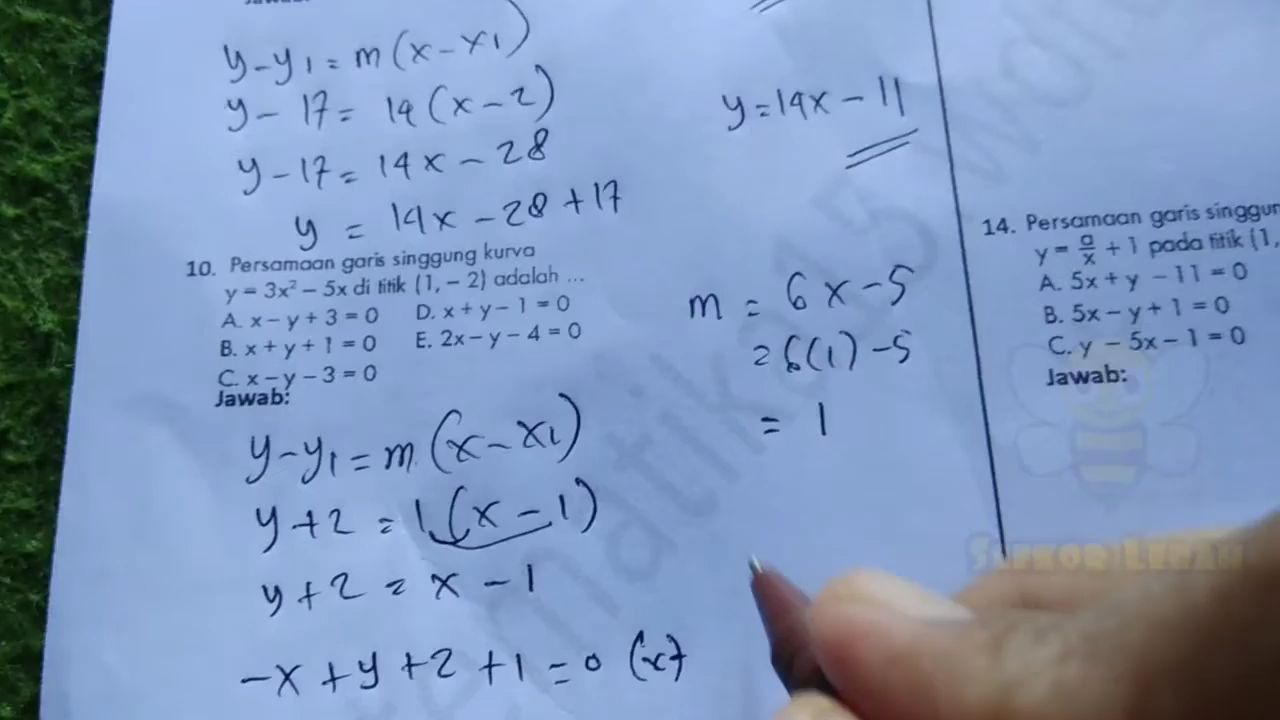 Jawab:
y-y1 = m(x-x1)
y-17 = 14(x-2)
y-17 = 14x-28
y = 14x-28+17
y=14x-11
10. Persamaan garis singgung kurva
y = 3x² – 5x di titik (1, – 2) adalah ...
A. x – y + 3 = 0 D. x + y – 1 = 0
B. x + y + 1 = 0 E. 2x – y – 4 = 0
C. x – y – 3 = 0
Jawab:
y-y1 = m(x-x1)
y+2 = 1(x-1)
y+2 = x-1
-x+y+2+1=0
m = 6x-5
= 6(1)-5
= 1
14. Persamaan garis
y = a/x + 1 pada titik (1,
A. 5x + y - 11 = 0
B. 5x – y + 1 = 0
C. y – 5x – 1 = 0
Jawab: